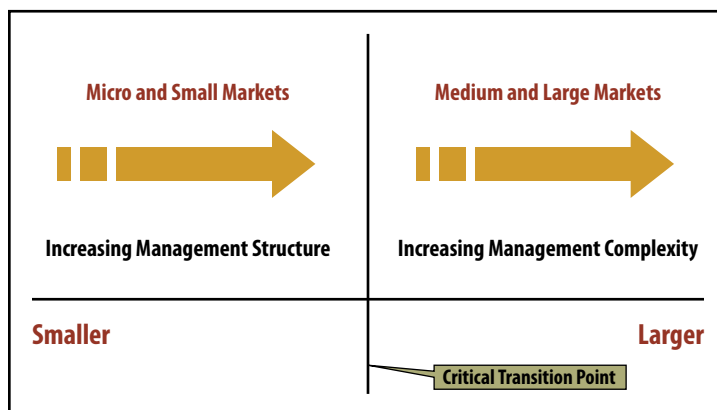 Micro and Small Markets
Medium and Large Markets
Increasing Management Structure
Increasing Management Complexity
Smaller
Larger
Critical Transition Point